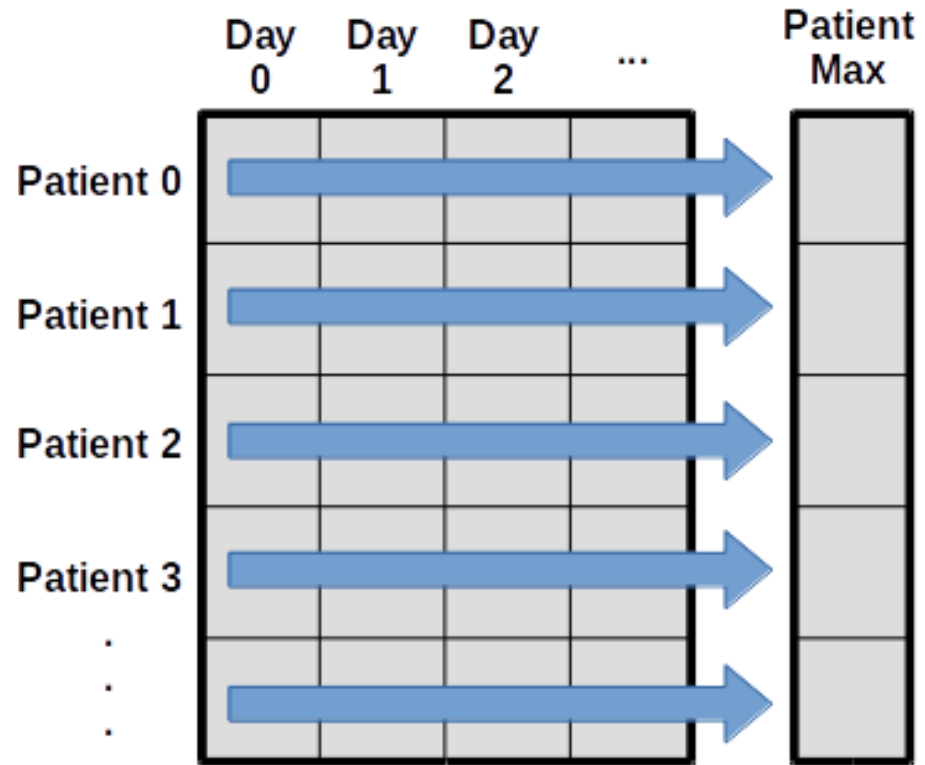 Day 0
Day 1
Day 2
...
Patient Max
Patient 0
Patient 1
Patient 2
Patient 3
.
.
.